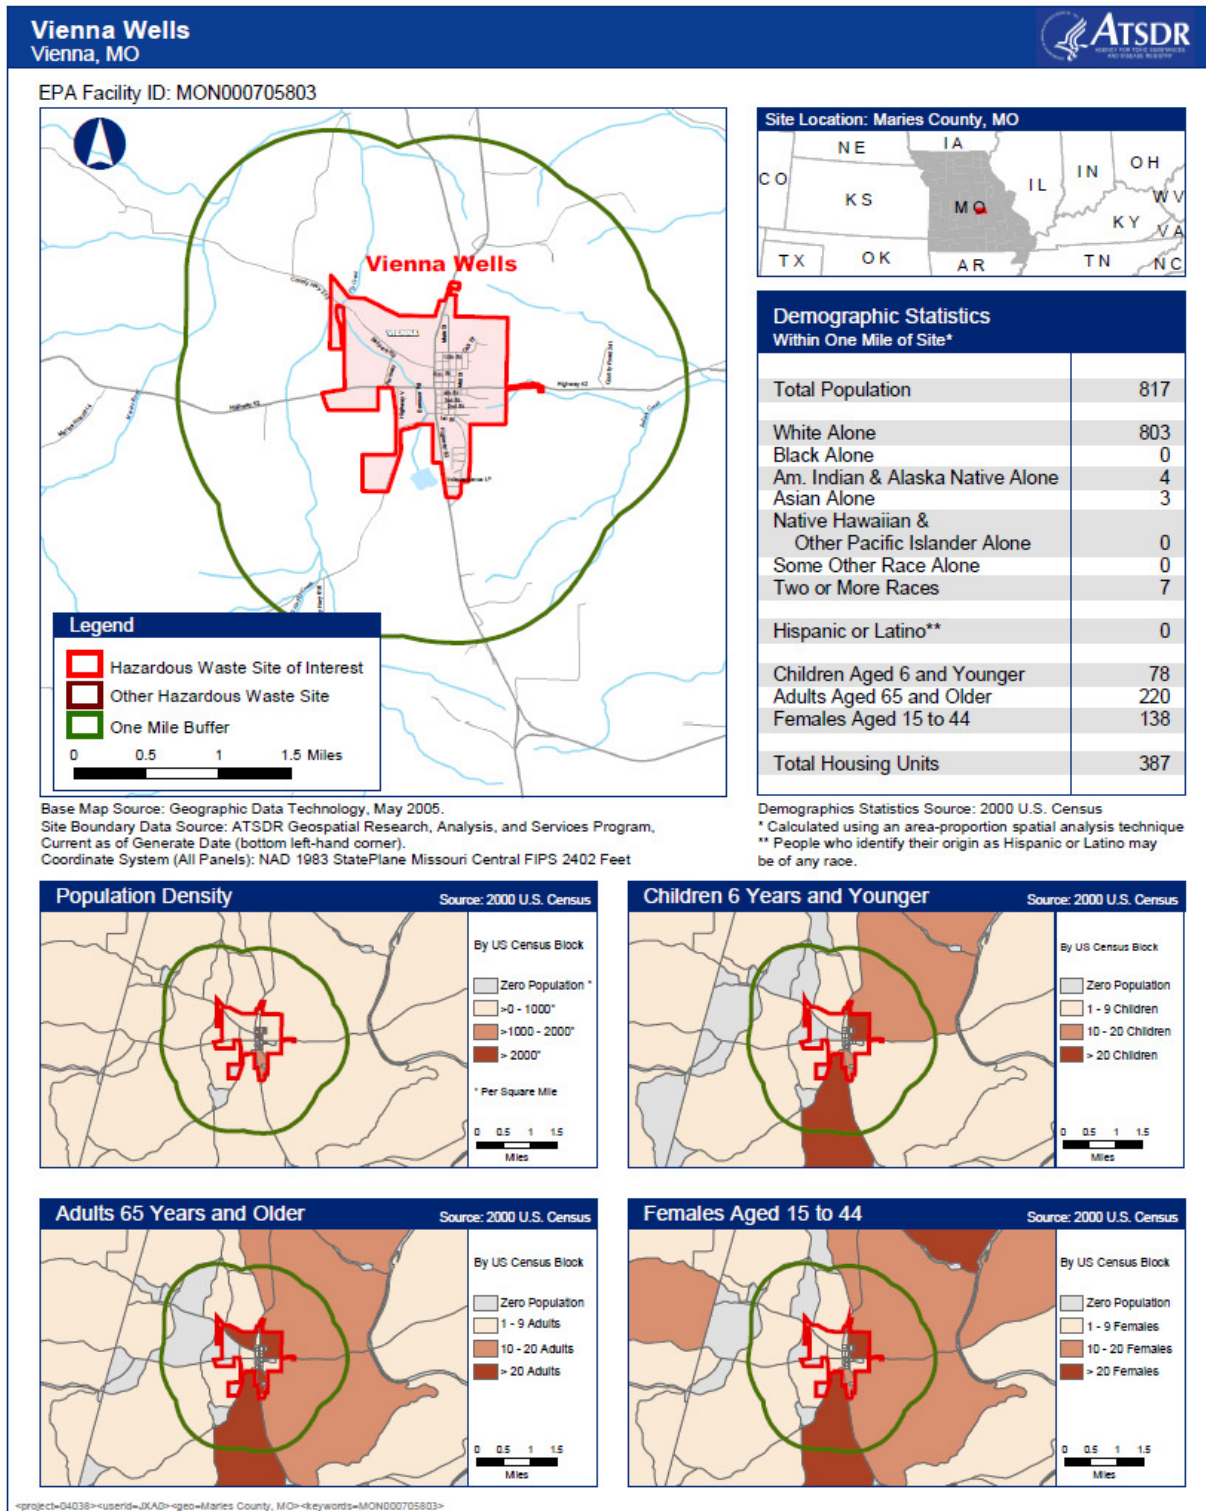 Vienna Wells
Vienna, MO
ATSDR
AGENCY FOR TOXIC SUBSTANCES
AND DISEASE REGISTRY
EPA Facility ID: MON000705803
Vienna Wells
VIENNA
Highway 42
Highway 42
Highway V
Main St
Legend
Hazardous Waste Site of Interest
Other Hazardous Waste Site
One Mile Buffer
0 0.5 1 1.5 Miles
Site Location: Maries County, MO
NE
IA
CO
KS
MO
IL
IN
OH
WV
KY
VA
TX
OK
AR
TN
NC
Demographic Statistics
Within One Mile of Site*
Total Population 817
White Alone 803
Black Alone 0
Am. Indian & Alaska Native Alone 4
Asian Alone 3
Native Hawaiian &
Other Pacific Islander Alone 0
Some Other Race Alone 0
Two or More Races 7
Hispanic or Latino** 0
Children Aged 6 and Younger 78
Adults Aged 65 and Older 220
Females Aged 15 to 44 138
Total Housing Units 387
Base Map Source: Geographic Data Technology, May 2005.
Site Boundary Data Source: ATSDR Geospatial Research, Analysis, and Services Program,
Current as of Generate Date (bottom left-hand corner).
Coordinate System (All Panels): NAD 1983 StatePlane Missouri Central FIPS 2402 Feet
Demographics Statistics Source: 2000 U.S. Census
* Calculated using an area-proportion spatial analysis technique
** People who identify their origin as Hispanic or Latino may
be of any race.
Population Density Source: 2000 U.S. Census
By US Census Block
Zero Population *
>0 - 1000*
>1000 - 2000*
> 2000*
* Per Square Mile
0 0.5 1 1.5
Miles
Children 6 Years and Younger Source: 2000 U.S. Census
By US Census Block
Zero Population
1 - 9 Children
10 - 20 Children
> 20 Children
0 0.5 1 1.5
Miles
Adults 65 Years and Older Source: 2000 U.S. Census
By US Census Block
Zero Population
1 - 9 Adults
10 - 20 Adults
> 20 Adults
0 0.5 1 1.5
Miles
Females Aged 15 to 44 Source: 2000 U.S. Census
By US Census Block
Zero Population
1 - 9 Females
10 - 20 Females
> 20 Females
0 0.5 1 1.5
Miles
<project=04038><userid=JXA0><geo=Maries County, MO><keywords=MON000705803>